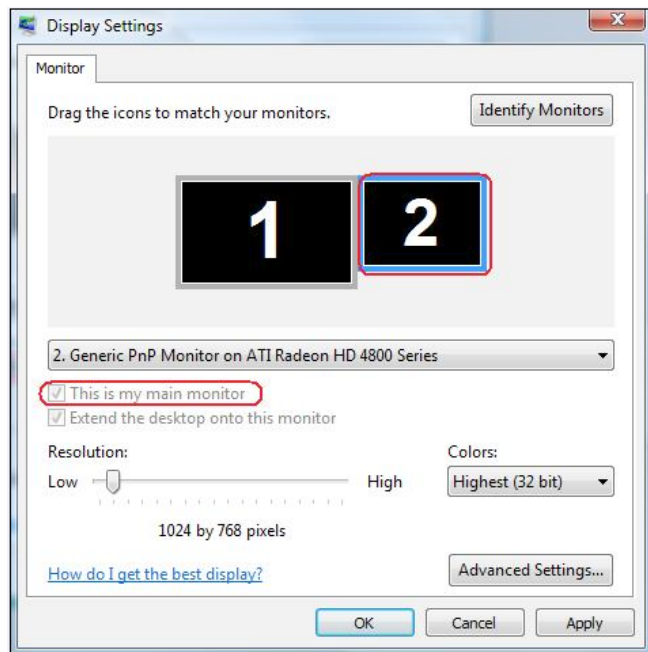 Display Settings
Monitor
Drag the icons to match your monitors.
Identify Monitors
1
2
2. Generic PnP Monitor on ATI Radeon HD 4800 Series
This is my main monitor
Extend the desktop onto this monitor
Resolution:
Colors:
Low
High
Highest (32 bit)
1024 by 768 pixels
How do I get the best display?
Advanced Settings...
OK
Cancel
Apply